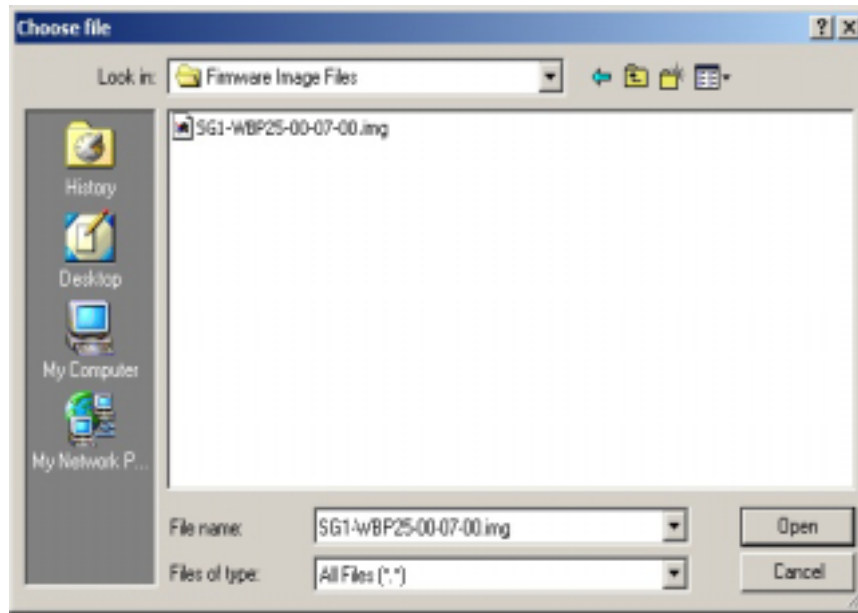 Choose file
Look in:
Firmware Image Files
SG1-WBP25-00-07-00.img
History
Desktop
My Computer
My Network P...
File name:
SG1-WBP25-00-07-00.img
Open
Files of type:
All Files (*.*)
Cancel